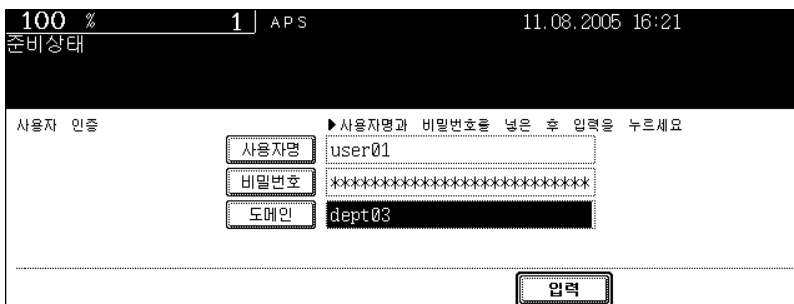 100 % 1 APS 11.08.2005 16:21
준비상태
사용자 인증 ▶사용자명과 비밀번호를 넣은 후 입력을 누르세요
사용자명 user01
비밀번호 **************************
도메인 dept03
입력